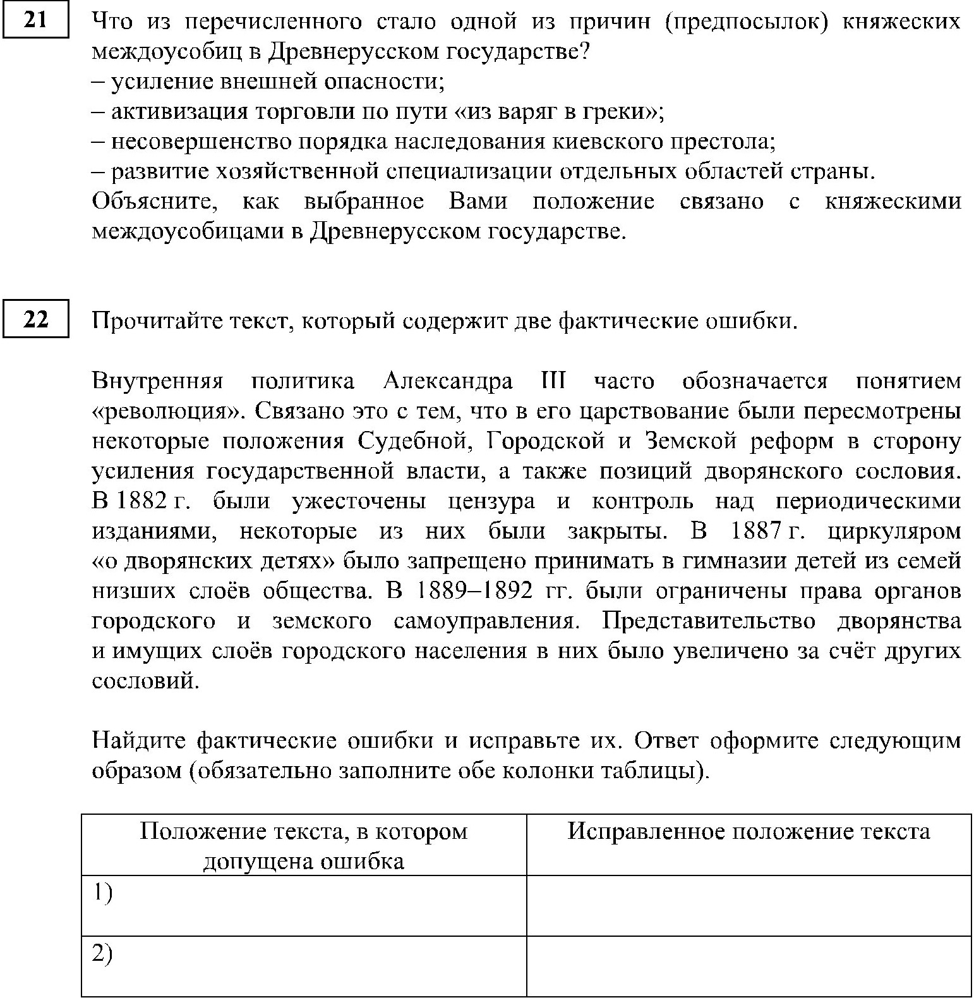 21
Что из перечисленного стало одной из причин (предпосылок) княжеских
междоусобиц в Древнерусском государстве?
– усиление внешней опасности;
– активизация торговли по пути «из варяг в греки»;
– несовершенство порядка наследования киевского престола;
– развитие хозяйственной специализации отдельных областей страны.
Объясните, как выбранное Вами положение связано с княжескими
междоусобицами в Древнерусском государстве.
22
Прочитайте текст, который содержит две фактические ошибки.
Внутренняя политика Александра III часто обозначается понятием
«революция». Связано это с тем, что в его царствование были пересмотрены
некоторые положения Судебной, Городской и Земской реформ в сторону
усиления государственной власти, а также позиций дворянского сословия.
В 1882 г. были ужесточены цензура и контроль над периодическими
изданиями, некоторые из них были закрыты. В 1887 г. циркуляром
«о дворянских детях» было запрещено принимать в гимназии детей из семей
низших слоёв общества. В 1889–1892 гг. были ограничены права органов
городского и земского самоуправления. Представительство дворянства
и имущих слоёв городского населения в них было увеличено за счёт других
сословий.
Найдите фактические ошибки и исправьте их. Ответ оформите следующим
образом (обязательно заполните обе колонки таблицы).
Положение текста, в котором
допущена ошибка
Исправленное положение текста
1)
2)